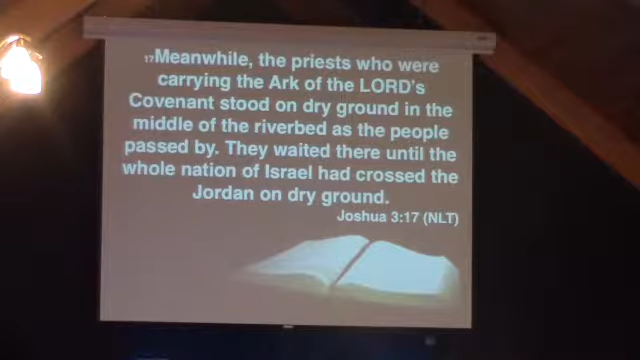 17Meanwhile, the priests who were
carrying the Ark of the LORD's
Covenant stood on dry ground in the
middle of the riverbed as the people
passed by. They waited there until the
whole nation of Israel had crossed the
Jordan on dry ground.
Joshua 3:17 (NLT)